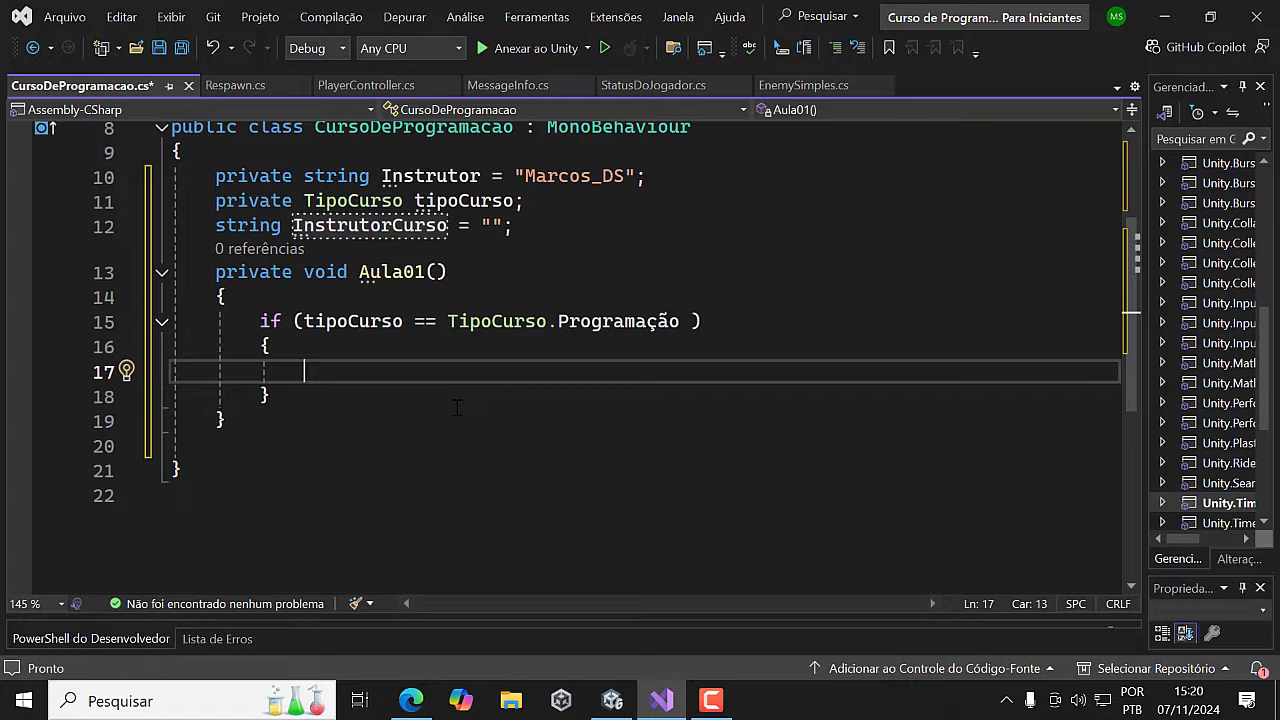 Arquivo Editar Exibir Git Projeto Compilação Depurar Análise Ferramentas Extensões Janela Ajuda Pesquisar Curso de Program... Para Iniciantes MS
Debug Any CPU Anexar ao Unity GitHub Copilot
CursoDeProgramacao.cs* Respawn.cs PlayerController.cs MessageInfo.cs StatusDoJogador.cs EnemySimples.cs Gerenciad...
Assembly-CSharp CursoDeProgramacao Aula01()
Pesquisar em G
8 public class CursoDeProgramacao : MonoBehaviour
9 {
10 private string Instrutor = "Marcos_DS";
11 private TipoCurso tipoCurso;
12 string InstrutorCurso = "";
0 referências
13 private void Aula01()
14 {
15 if (tipoCurso == TipoCurso.Programação )
16 {
17
18 }
19 }
20
21 }
22
Unity.Burs
Unity.Burs
Unity.Burs
Unity.Colla
Unity.Colle
Unity.Colle
Unity.Colle
Unity.Inpu
Unity.Inpu
Unity.Inpu
Unity.Math
Unity.Math
Unity.Perfo
Unity.Perfo
Unity.Plast
Unity.Ride
Unity.Sear
Unity.Tim
Unity.Time
Gerenci... Alteraç...
Proprieda...
145 % Não foi encontrado nenhum problema Ln: 17 Car: 13 SPC CRLF
PowerShell do Desenvolvedor Lista de Erros
Pronto Adicionar ao Controle do Código-Fonte Selecionar Repositório 1
Pesquisar POR 15:20
PTB 07/11/2024